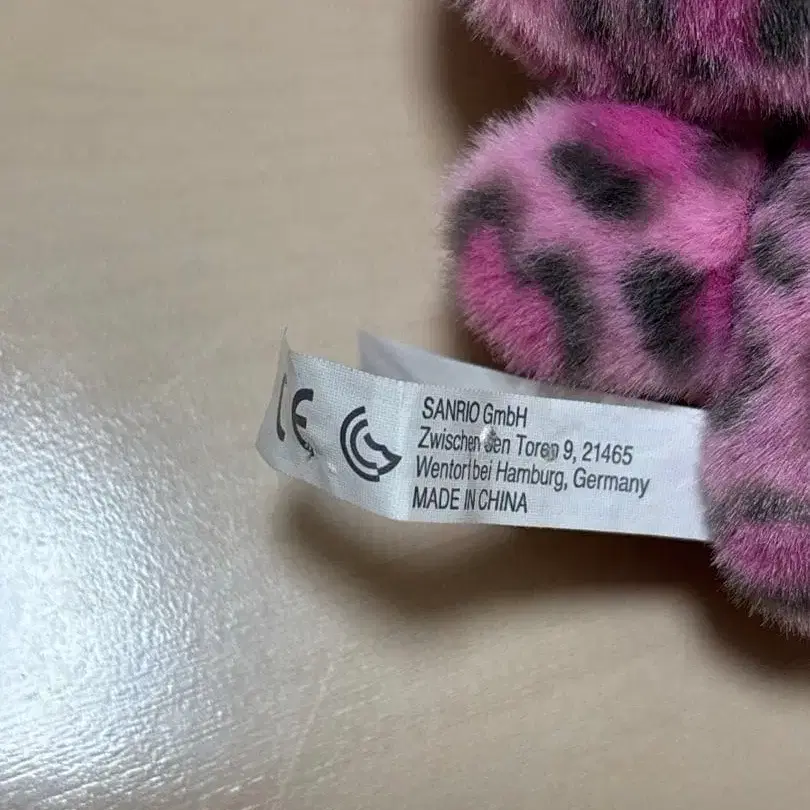 CE
SANRIO GmbH
Zwischen den Toren 9, 21465
Wentorf bei Hamburg, Germany
MADE IN CHINA